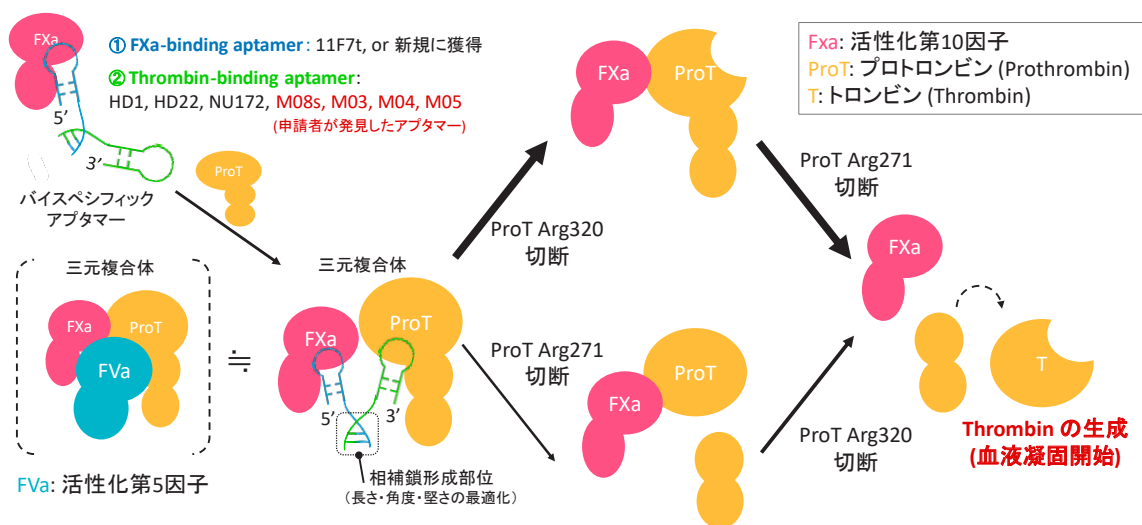 FXa
① FXa-binding aptamer: 11F7t, or 新規に獲得
② Thrombin-binding aptamer:
HD1, HD22, NU172, M08s, M03, M04, M05
(申請者が発見したアプタマー)
5’
3’
バイスペシフィック
アプタマー
ProT
FXa
ProT
Fxa: 活性化第10因子
ProT: プロトロンビン (Prothrombin)
T: トロンビン (Thrombin)
ProT Arg320
切断
ProT Arg271
切断
三元複合体
FXa
ProT
FVa
FVa: 活性化第5因子
≒
三元複合体
FXa
ProT
5’
3’
相補鎖形成部位
(長さ・角度・堅さの最適化)
ProT Arg271
切断
FXa
ProT
ProT Arg320
切断
FXa
T
Thrombin の生成
(血液凝固開始)